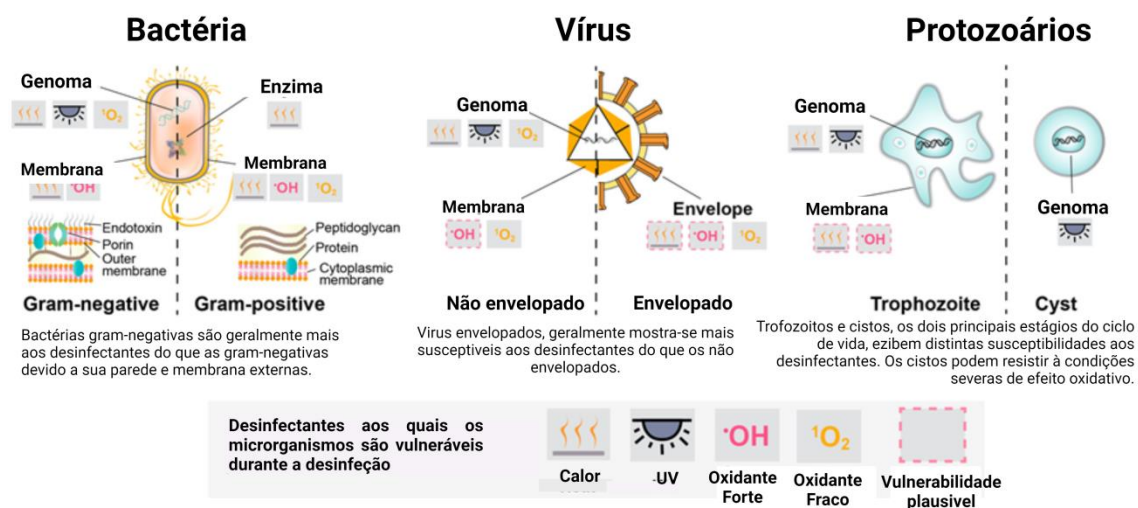 Bactéria
Vírus
Protozoários
Genoma
Enzima
¹O₂
Membrana
Membrana
•OH
•OH
¹O₂
Endotoxin
Porin
Outer
membrane
Peptidoglycan
Protein
Cytoplasmic
membrane
Gram-negative
Gram-positive
Bactérias gram-negativas são geralmente mais
aos desinfectantes do que as gram-negativas
devido a sua parede e membrana externas.
Genoma
¹O₂
Membrana
•OH
¹O₂
Envelope
•OH
¹O₂
Não envelopado
Envelopado
Virus envelopados, geralmente mostra-se mais
susceptiveis aos desinfectantes do que os não
envelopados.
Genoma
Membrana
•OH
Genoma
Trophozoite
Cyst
Trofozoitos e cistos, os dois principais estágios do ciclo
de vida, ezibem distintas susceptibilidades aos
desinfectantes. Os cistos podem resistir à condições
severas de efeito oxidativo.
Desinfectantes aos quais os
microrganismos são vulneráveis
durante a desinfeção
Calor
-UV
•OH
Oxidante
Forte
¹O₂
Oxidante
Fraco
Vulnerabilidade
plausivel